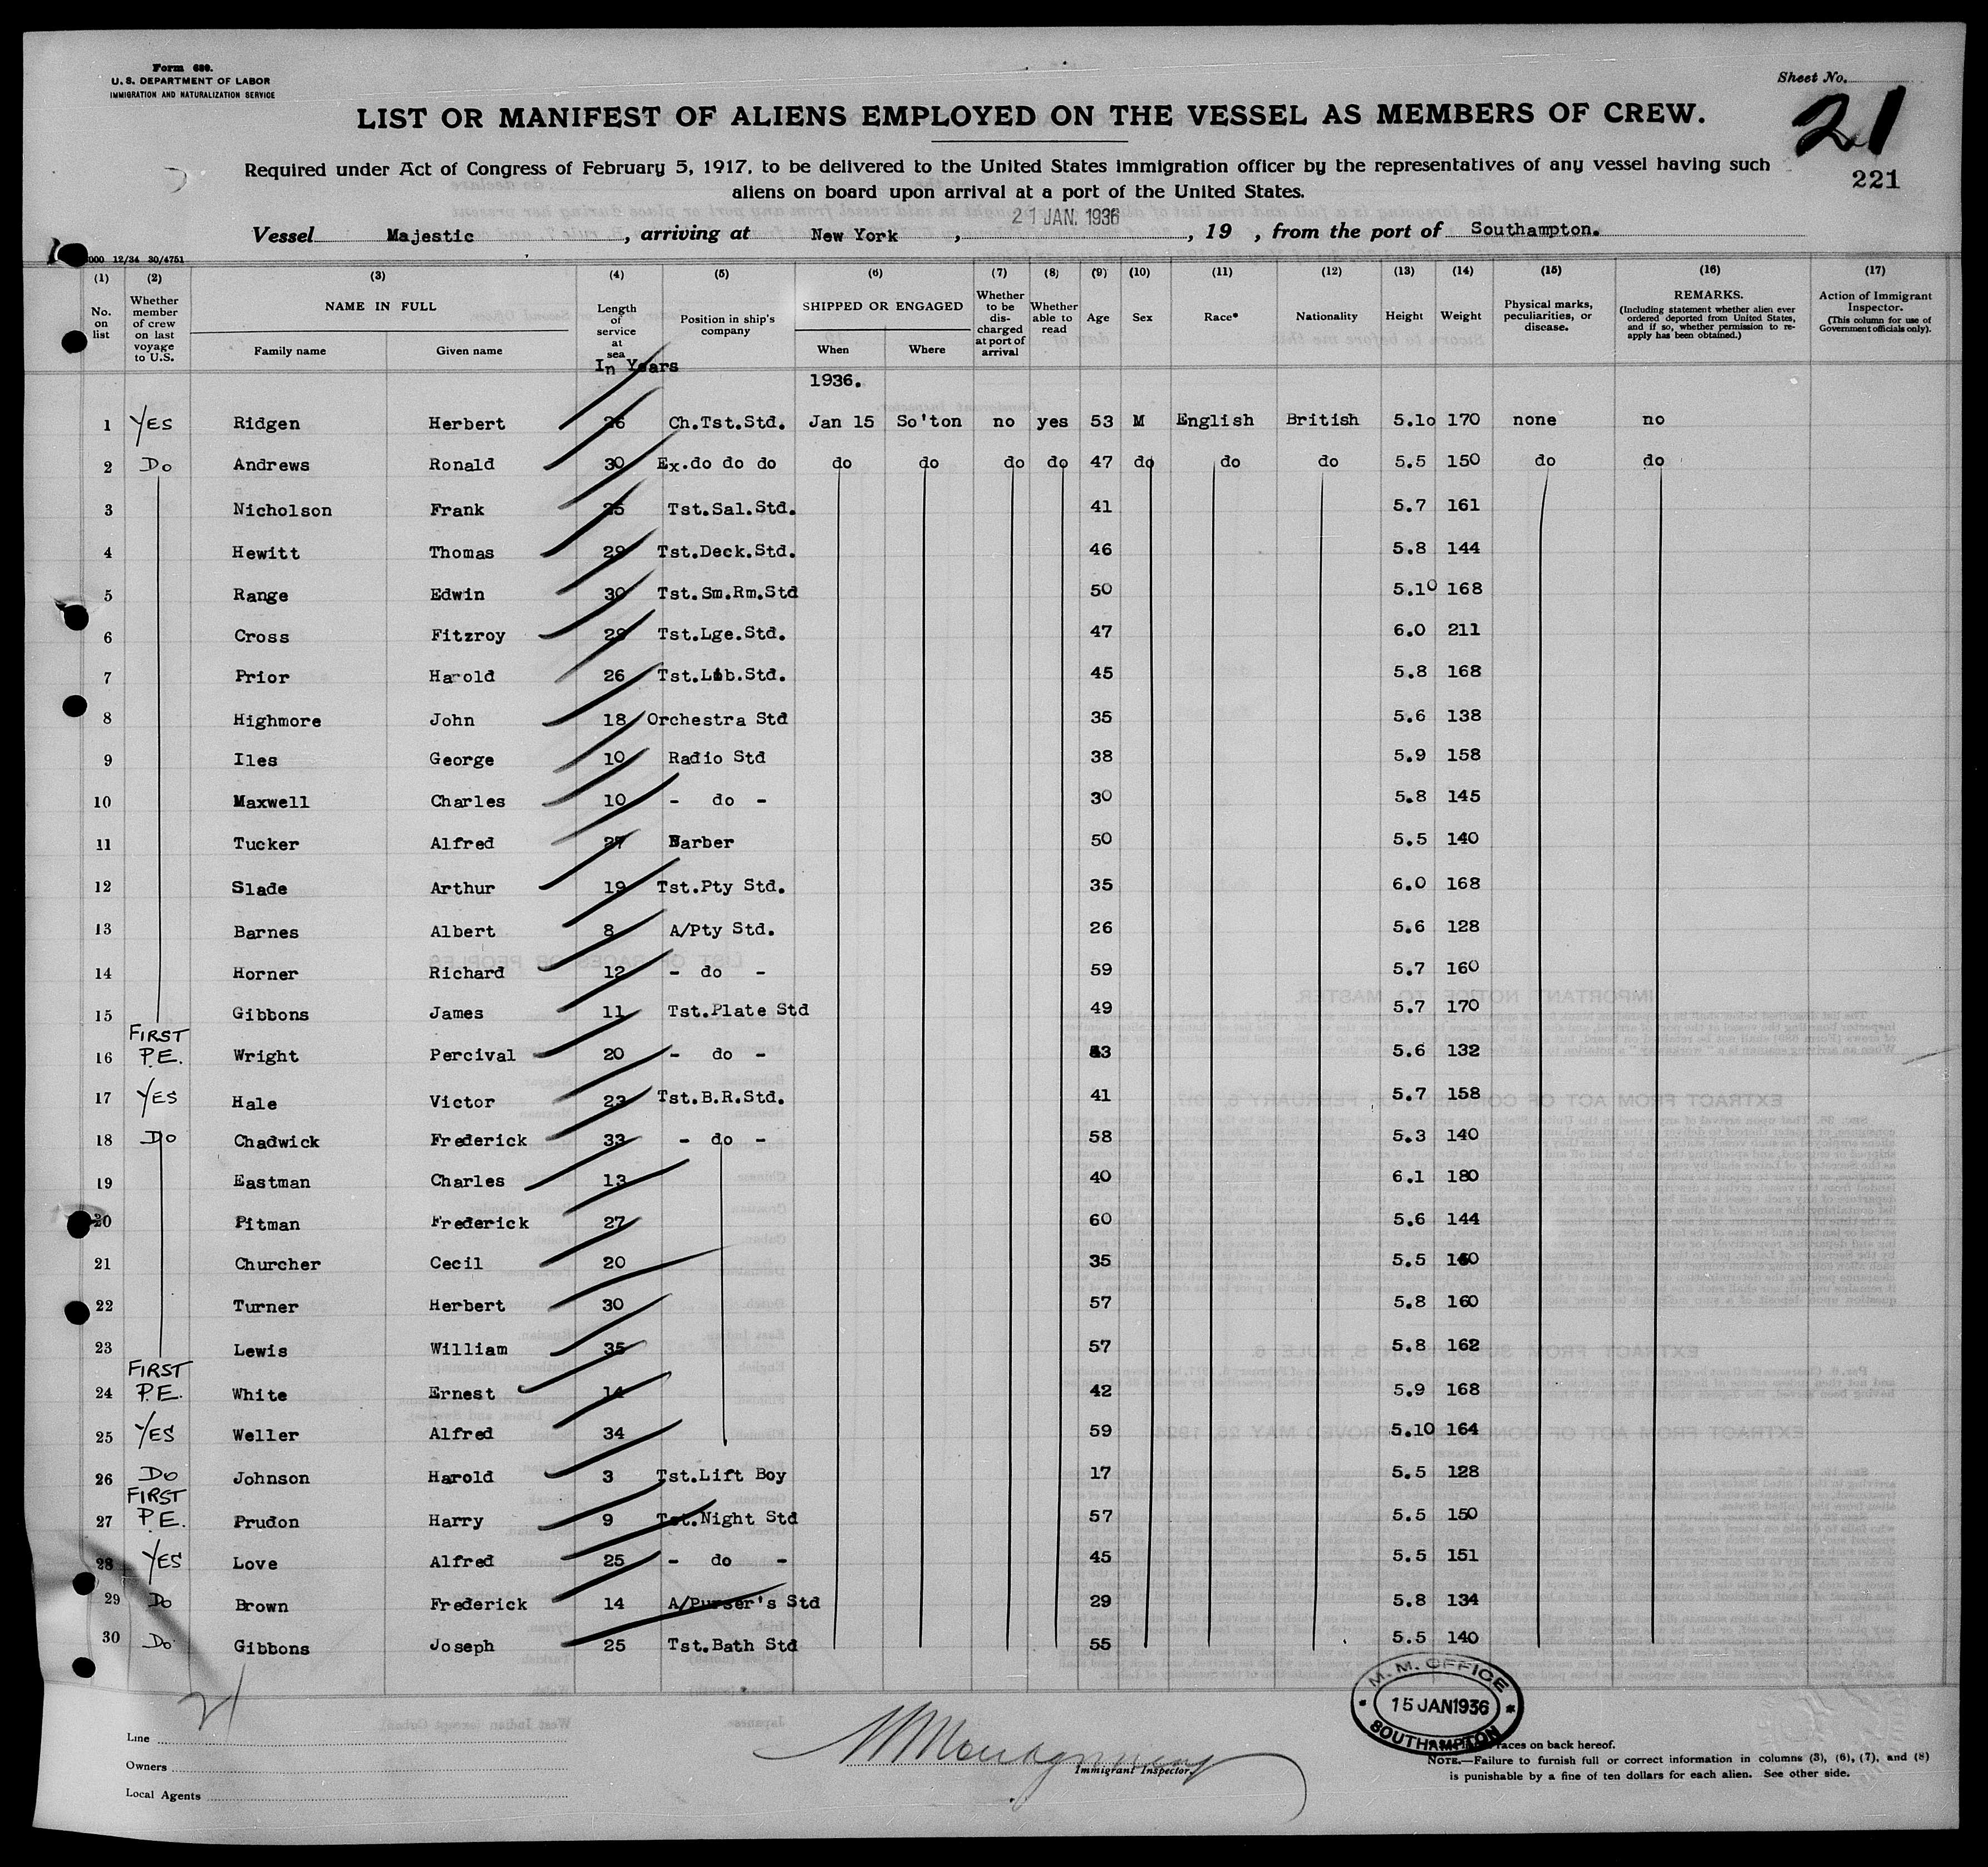 Form 689.
U. S. DEPARTMENT OF LABOR
IMMIGRATION AND NATURALIZATION SERVICE
Sheet No.
21
221
LIST OR MANIFEST OF ALIENS EMPLOYED ON THE VESSEL AS MEMBERS OF CREW.
Required under Act of Congress of February 5, 1917, to be delivered to the United States immigration officer by the representatives of any vessel having such
aliens on board upon arrival at a port of the United States.
21 JAN. 1936
Vessel Majestic, arriving at New York, , 19 , from the port of Southampton.
000 12/34 30/4751
(1) (2) (3) (4) (5) (6) (7) (8) (9) (10) (11) (12) (13) (14) (15) (16) (17)
No. on list
Whether member of crew on last voyage to U.S.
NAME IN FULL
Family name Given name
Length of service at sea
In Years
Position in ship's company
SHIPPED OR ENGAGED
When Where
Whether to be discharged at port of arrival
Whether able to read
Age
Sex
Race*
Nationality
Height
Weight
Physical marks, peculiarities, or disease.
REMARKS.
(Including statement whether alien ever ordered deported from United States, and if so, whether permission to reapply has been obtained.)
Action of Immigrant Inspector.
(This column for use of Government officials only).
1936.
1 YES Ridgen Herbert 26 Ch.Tst.Std. Jan 15 So'ton no yes 53 M English British 5.10 170 none no
2 Do Andrews Ronald 30 Ex.do do do do do do do 47 do do do 5.5 150 do do
3 Nicholson Frank 25 Tst.Sal.Std. 41 5.7 161
4 Hewitt Thomas 29 Tst.Deck.Std. 46 5.8 144
5 Range Edwin 30 Tst.Sm.Rm.Std 50 5.10 168
6 Cross Fitzroy 29 Tst.Lge.Std. 47 6.0 211
7 Prior Harold 26 Tst.Lib.Std. 45 5.8 168
8 Highmore John 18 Orchestra Std 35 5.6 138
9 Iles George 10 Radio Std 38 5.9 158
10 Maxwell Charles 10 - do - 30 5.8 145
11 Tucker Alfred 27 Barber 50 5.5 140
12 Slade Arthur 19 Tst.Pty Std. 35 6.0 168
13 Barnes Albert 8 A/Pty Std. 26 5.6 128
14 Horner Richard 12 - do - 59 5.7 160
15 Gibbons James 11 Tst.Plate Std 49 5.7 170
16 FIRST P.E. Wright Percival 20 - do - 5.6 132
17 YES Hale Victor 23 Tst.B.R.Std. 41 5.7 158
18 Do Chadwick Frederick 33 - do - 58 5.3 140
19 Eastman Charles 13 40 6.1 180
20 Pitman Frederick 27 60 5.6 144
21 Churcher Cecil 20 35 5.5
22 Turner Herbert 30 57 5.8 160
23 Lewis William 35 57 5.8 162
24 FIRST P.E. White Ernest 14 42 5.9 168
25 YES Weller Alfred 34 59 5.10 164
26 Do Johnson Harold 3 Tst.Lift Boy 17 5.5 128
27 FIRST P.E. Prudon Harry 9 Tst.Night Std 57 5.5 150
28 YES Love Alfred 25 - do - 45 5.5 151
29 Do Brown Frederick 14 A/Purser's Std 29 5.8 134
30 Do Gibbons Joseph 25 Tst.Bath Std 55 5.5 140
21
M. M. OFFICE
15 JAN 1936
SOUTHAMPTON
Line
Owners
Local Agents
Immigrant Inspector.
races on back hereof.
NOTE.—Failure to furnish full or correct information in columns (3), (6), (7), and (8)
is punishable by a fine of ten dollars for each alien. See other side.